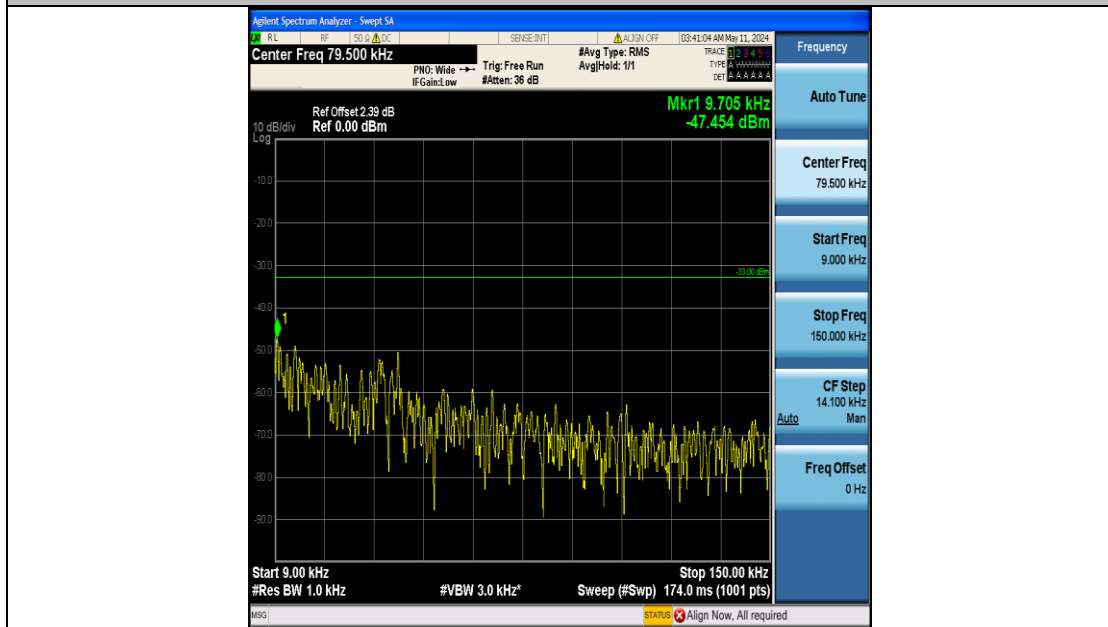 Agilent Spectrum Analyzer - Swept SA
RL RF 50 Ω DC SENSE:INT ALIGN OFF 03:41:04 AM May 11, 2024
Center Freq 79.500 kHz
PNO: Wide
IFGain:Low
Trig: Free Run
#Atten: 36 dB
#Avg Type: RMS
Avg|Hold: 1/1
TRACE 1 2 3 4 5 6
TYPE A WWWWW
DET A A A A A A
Frequency
Mkr1 9.705 kHz
-47.454 dBm
Ref Offset 2.39 dB
10 dB/div Ref 0.00 dBm
Log
-10.0
-20.0
-30.0
-33.00 dBm
-40.0
1
-50.0
-60.0
-70.0
-80.0
-90.0
Start 9.00 kHz Stop 150.00 kHz
#Res BW 1.0 kHz #VBW 3.0 kHz* Sweep (#Swp) 174.0 ms (1001 pts)
Auto Tune
Center Freq
79.500 kHz
Start Freq
9.000 kHz
Stop Freq
150.000 kHz
CF Step
14.100 kHz
Auto Man
Freq Offset
0 Hz
MSG STATUS Align Now, All required